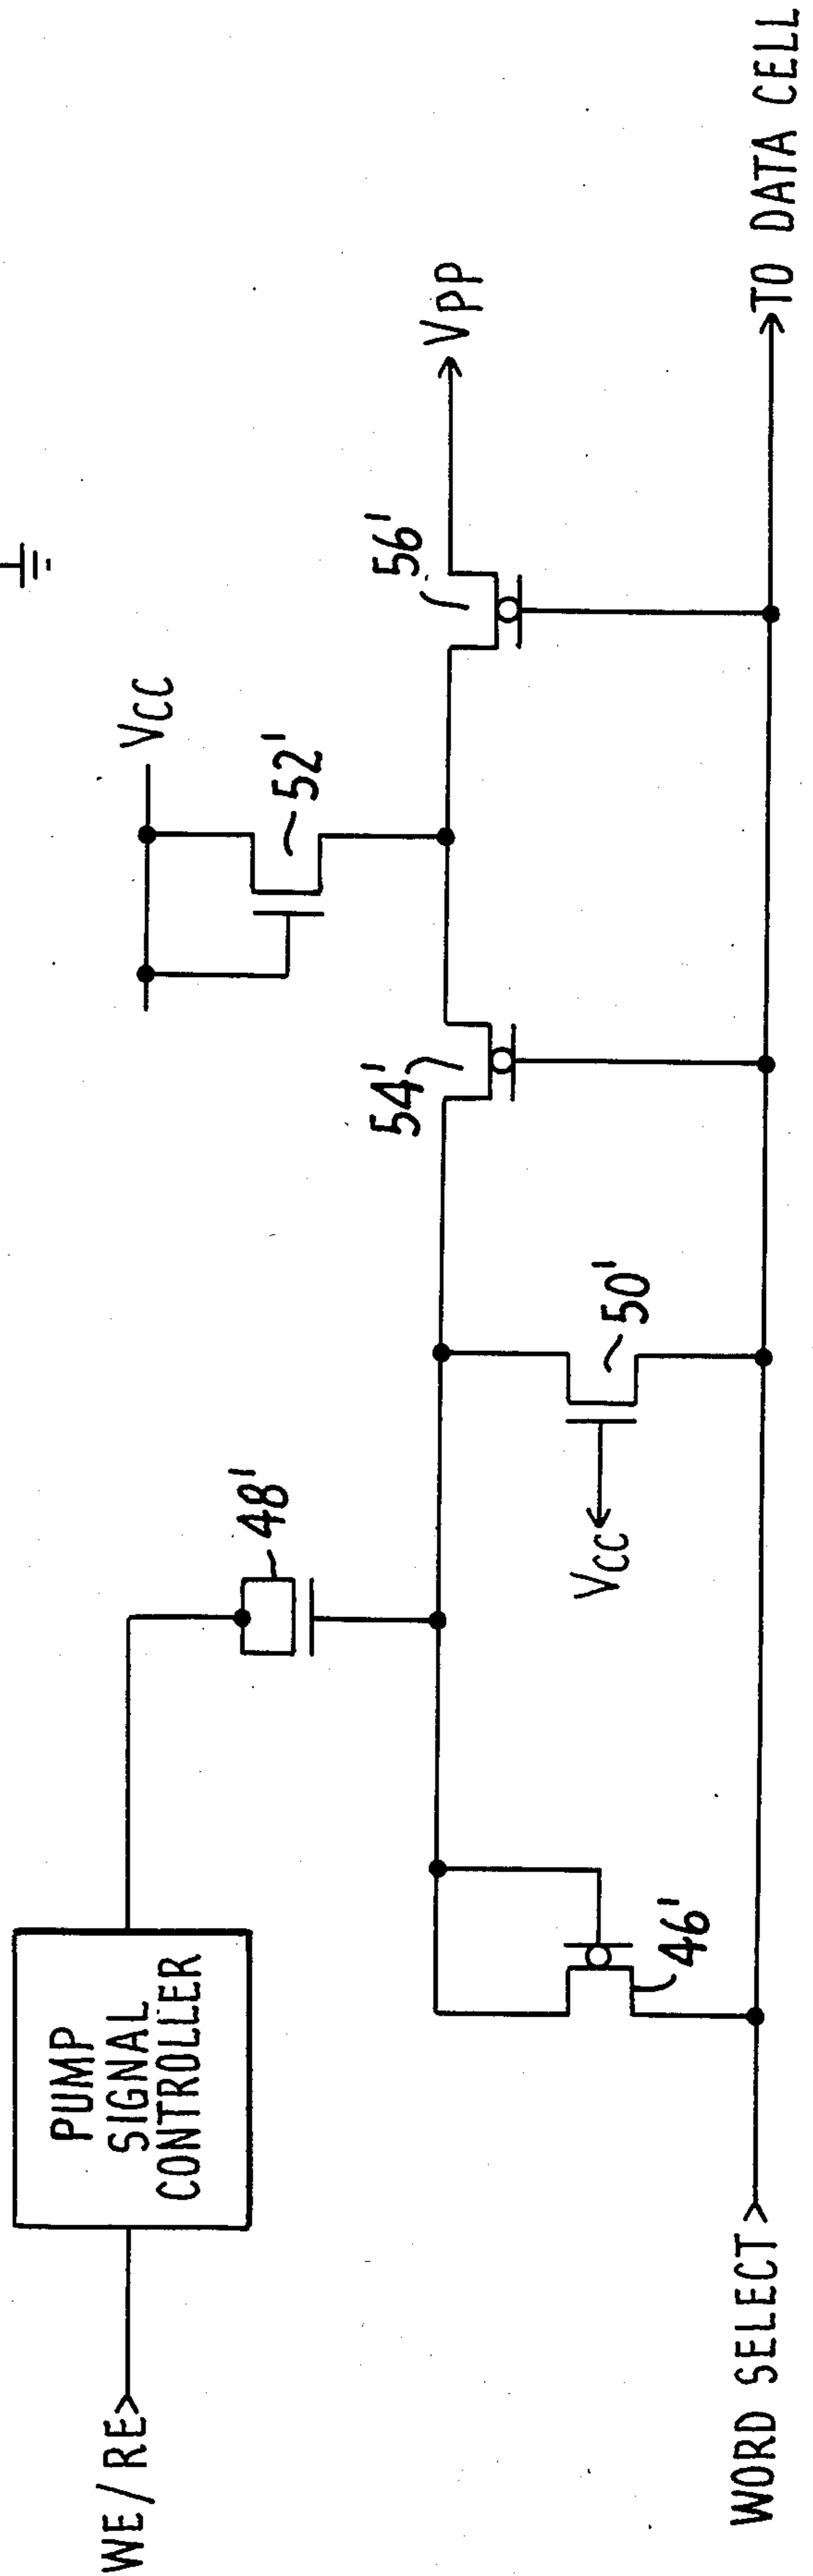 WE/RE
PUMP
SIGNAL
CONTROLLER
48'
VCC
52'
56'
VPP
54'
50'
VCC
46'
WORD SELECT
TO DATA CELL